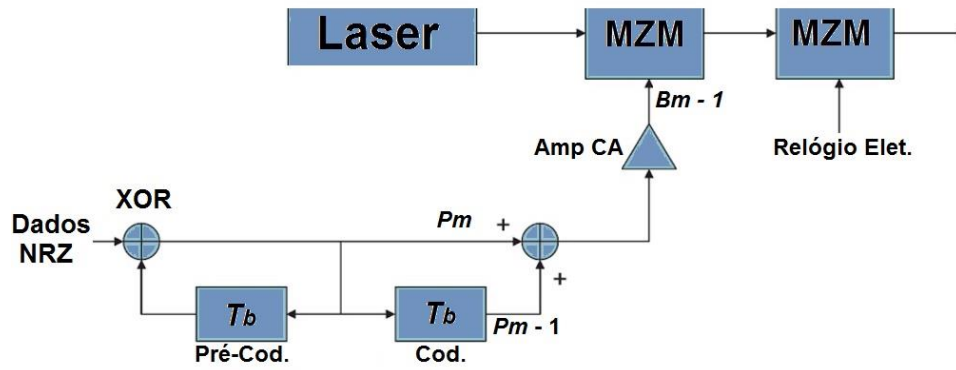 Laser
MZM
MZM
Bm - 1
Amp CA
Relógio Elet.
XOR
Dados
NRZ
Pm
+
+
Tb
Tb
Pm - 1
Pré-Cod.
Cod.